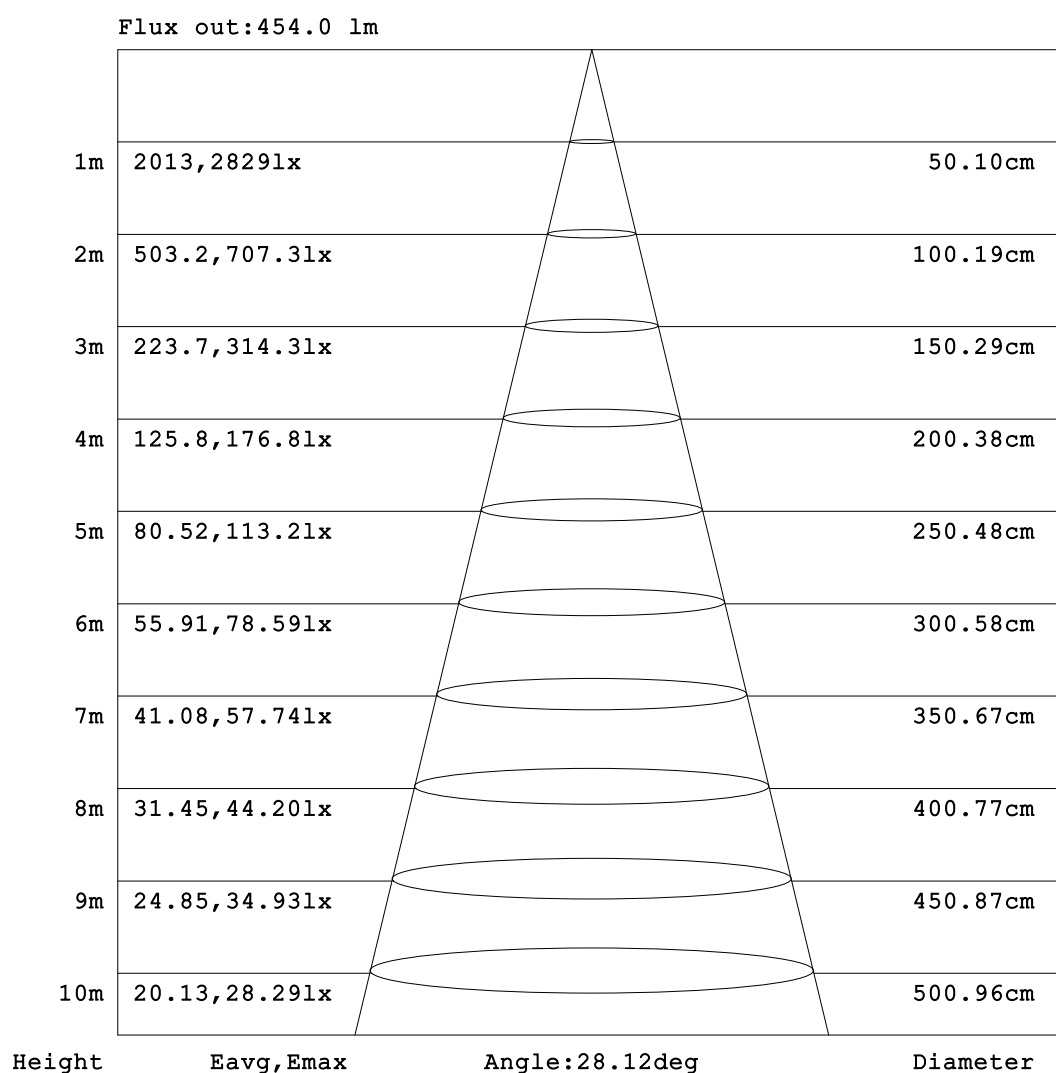 Flux out:454.0 lm
1m 2013,2829lx 50.10cm
2m 503.2,707.3lx 100.19cm
3m 223.7,314.3lx 150.29cm
4m 125.8,176.8lx 200.38cm
5m 80.52,113.2lx 250.48cm
6m 55.91,78.59lx 300.58cm
7m 41.08,57.74lx 350.67cm
8m 31.45,44.20lx 400.77cm
9m 24.85,34.93lx 450.87cm
10m 20.13,28.29lx 500.96cm
Height Eavg,Emax Angle:28.12deg Diameter